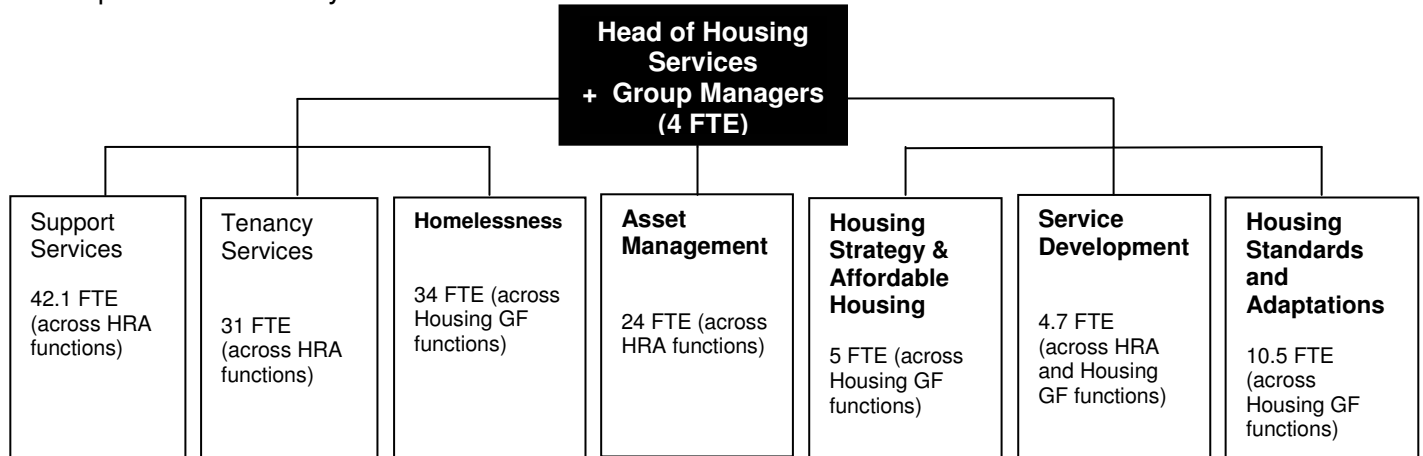 Head of Housing
Services
+ Group Managers
(4 FTE)
Support
Services
42.1 FTE
(across HRA
functions)
Tenancy
Services
31 FTE
(across HRA
functions)
Homelessness
34 FTE (across
Housing GF
functions)
Asset
Management
24 FTE (across
HRA functions)
Housing
Strategy &
Affordable
Housing
5 FTE (across
Housing GF
functions)
Service
Development
4.7 FTE
(across HRA
and Housing
GF functions)
Housing
Standards
and
Adaptations
10.5 FTE
(across
Housing GF
functions)